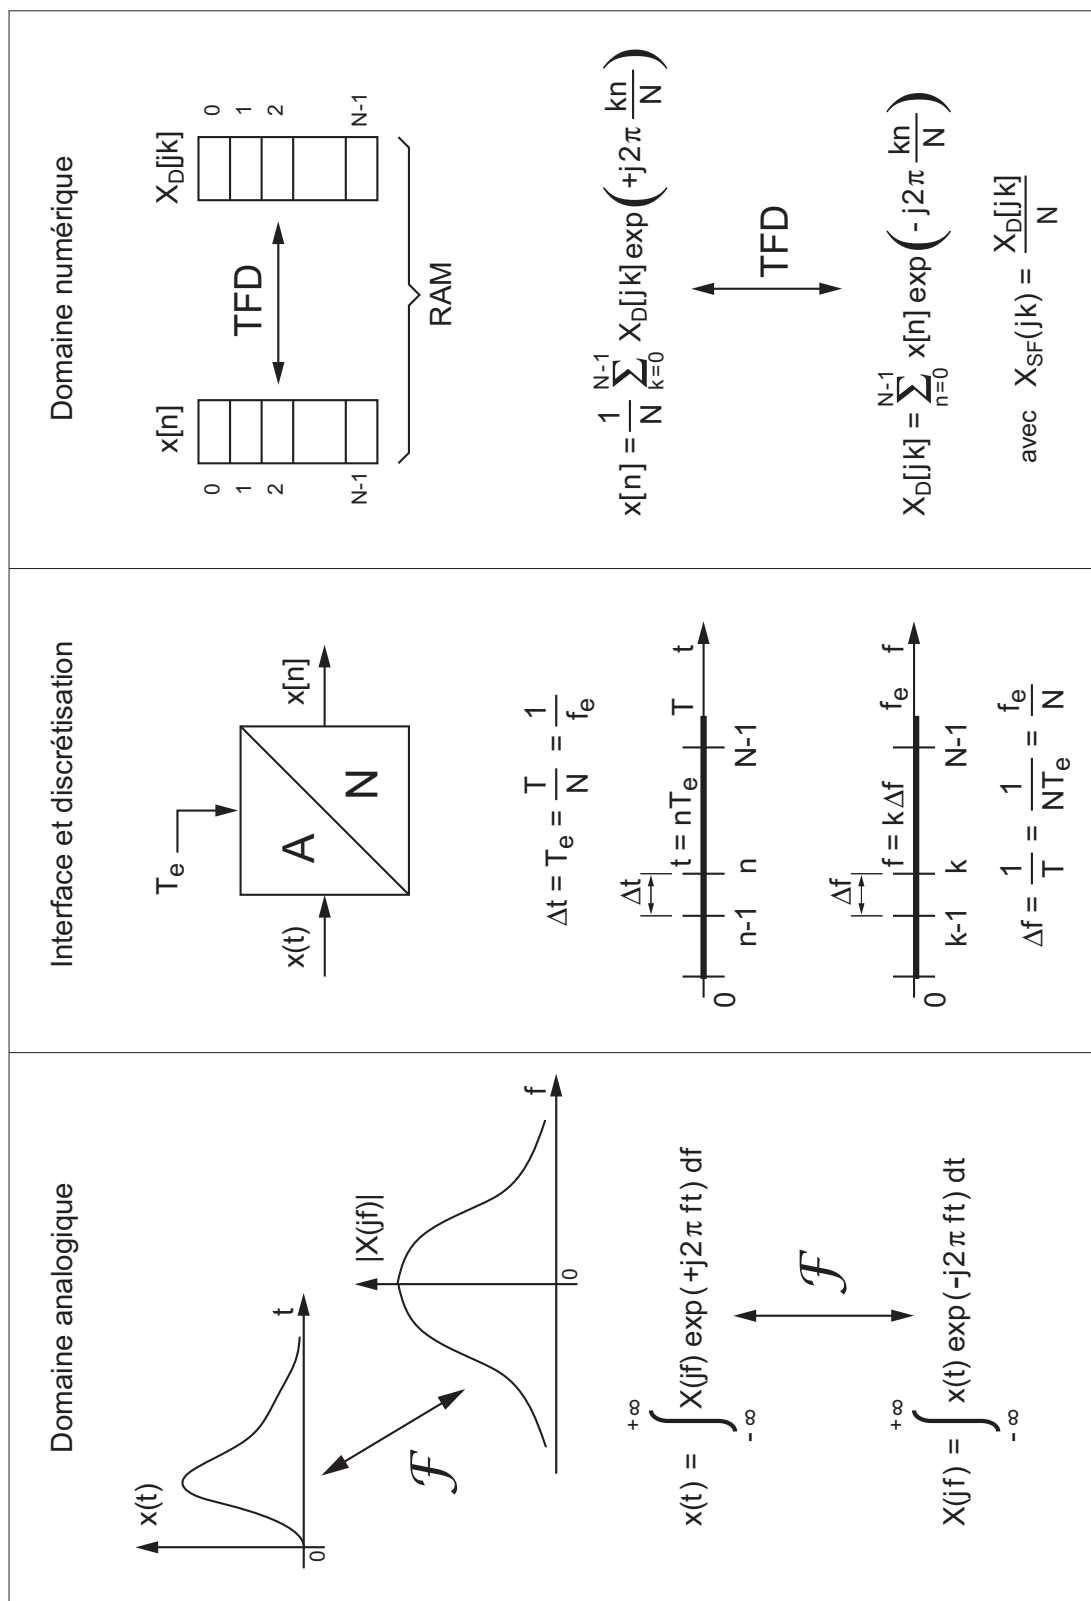 Domaine analogique
x(t)
t
0
ℱ
|X(jf)|
f
0
x(t) = ∫_{-∞}^{+∞} X(jf) exp(+j2π ft) df
ℱ
X(jf) = ∫_{-∞}^{+∞} x(t) exp(-j2π ft) dt
Interface et discrétisation
T_e
x(t)
A
N
x[n]
Δt = T_e = T/N = 1/f_e
Δt
t = nT_e
T
t
0
n-1
n
N-1
Δf
f = k Δf
f_e
f
0
k-1
k
N-1
Δf = 1/T = 1/NT_e = f_e/N
Domaine numérique
x[n]
X_D[jk]
0
1
2
N-1
TFD
0
1
2
N-1
RAM
x[n] = 1/N ∑_{k=0}^{N-1} X_D[jk] exp(+j2π kn/N)
TFD
X_D[jk] = ∑_{n=0}^{N-1} x[n] exp(- j2π kn/N)
avec X_SF(jk) = X_D[jk]/N